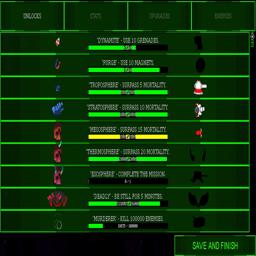 UNLOCKS STATS UPGRADES ENEMIES
'DYNAMITE' - USE 10 GRENADES.
'PURGE' - USE 10 MAGNETS.
'TROPOSPHERE' - SURPASS 5 MORTALITY.
'STRATOSPHERE' - SURPASS 10 MORTALITY.
'MESOSPHERE' - SURPASS 15 MORTALITY.
'THERMOSPHERE' - SURPASS 20 MORTALITY.
'EXOSPHERE' - COMPLETE THE MISSION.
'DEADLY' - BE STILL FOR 5 MINUTES.
'MURDERER' - KILL 100000 ENEMIES.
SAVE AND FINISH